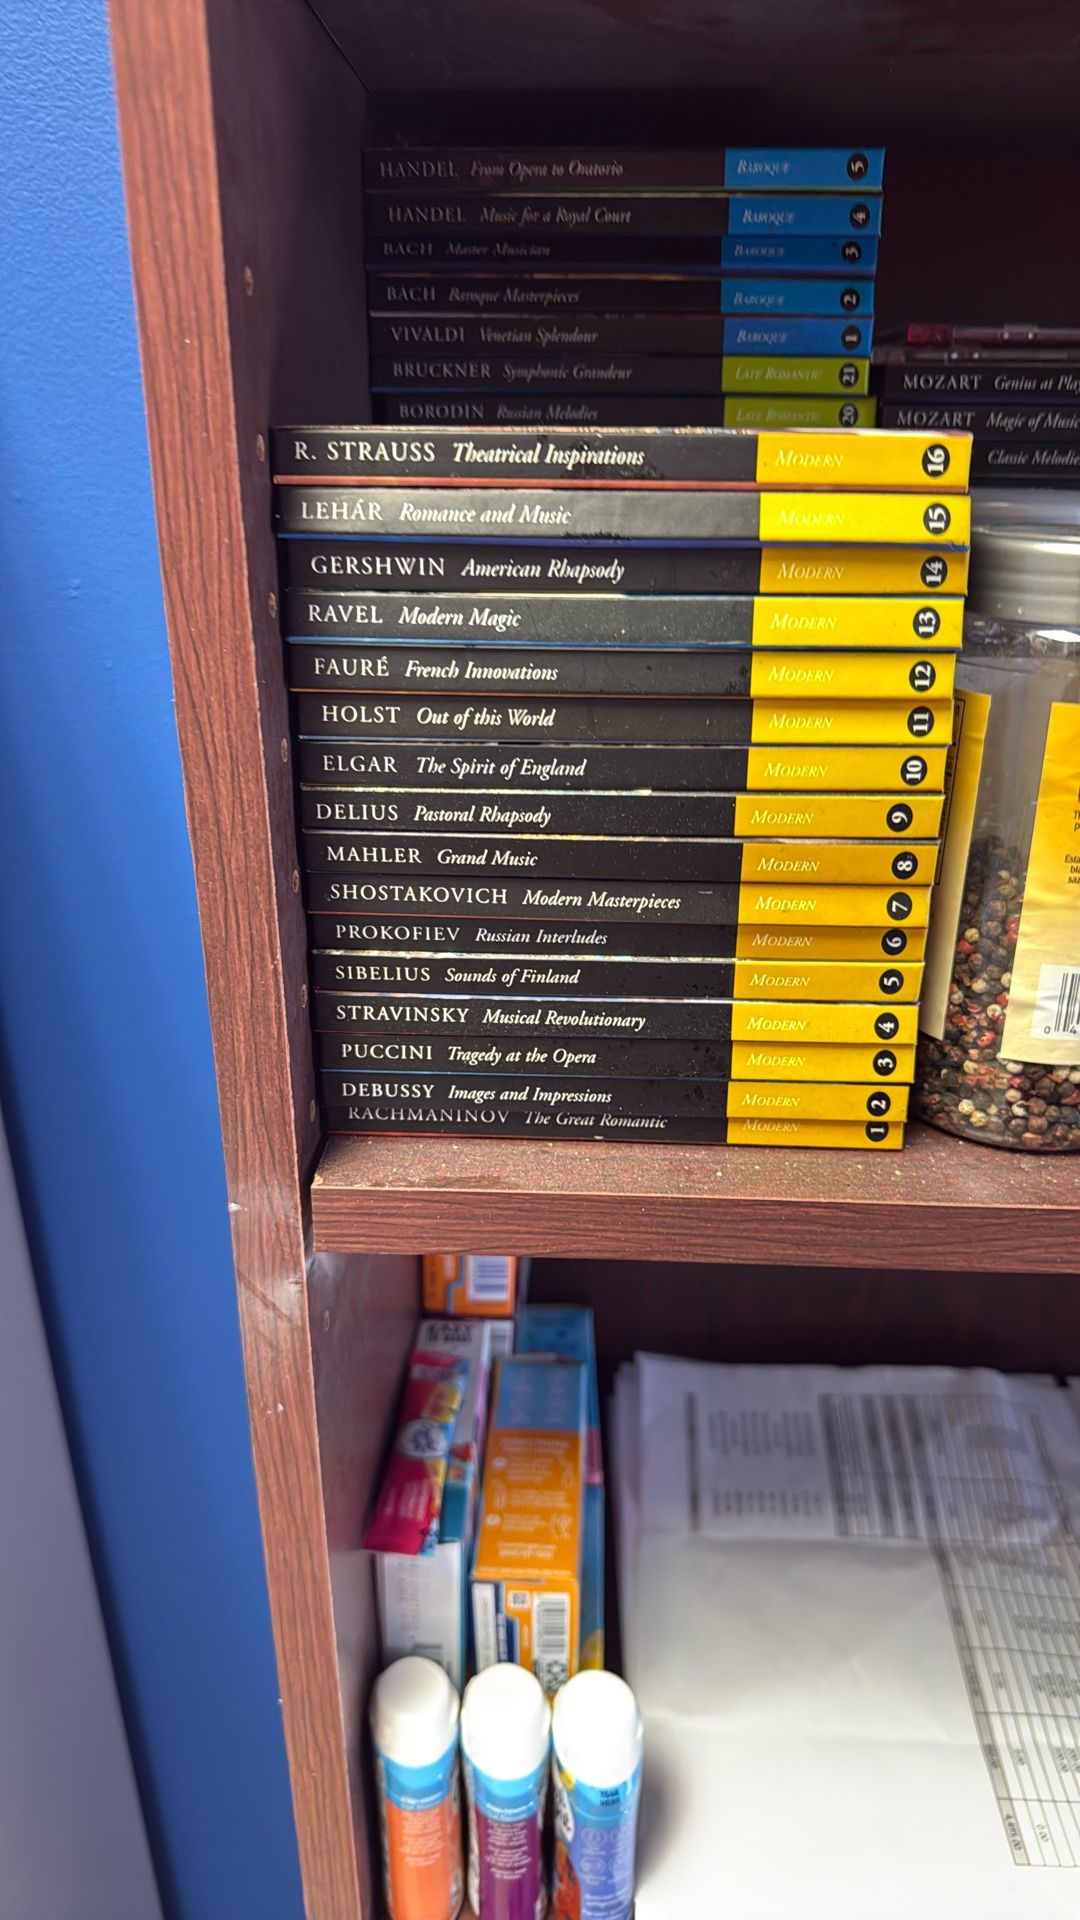 HANDEL From Opera to Oratorio BAROQUE 5
HANDEL Music for a Royal Court BAROQUE 4
BACH Master Musician BAROQUE 3
BACH Baroque Masterpieces BAROQUE 2
VIVALDI Venetian Splendour BAROQUE 1
BRUCKNER Symphonic Grandeur LATE ROMANTIC 21
BORODIN Russian Melodies LATE ROMANTIC 20
MOZART Genius at Play
MOZART Magic of Music
Classic Melodie
R. STRAUSS Theatrical Inspirations MODERN 16
LEHÁR Romance and Music MODERN 15
GERSHWIN American Rhapsody MODERN 14
RAVEL Modern Magic MODERN 13
FAURÉ French Innovations MODERN 12
HOLST Out of this World MODERN 11
ELGAR The Spirit of England MODERN 10
DELIUS Pastoral Rhapsody MODERN 9
MAHLER Grand Music MODERN 8
SHOSTAKOVICH Modern Masterpieces MODERN 7
PROKOFIEV Russian Interludes MODERN 6
SIBELIUS Sounds of Finland MODERN 5
STRAVINSKY Musical Revolutionary MODERN 4
PUCCINI Tragedy at the Opera MODERN 3
DEBUSSY Images and Impressions MODERN 2
RACHMANINOV The Great Romantic MODERN 1